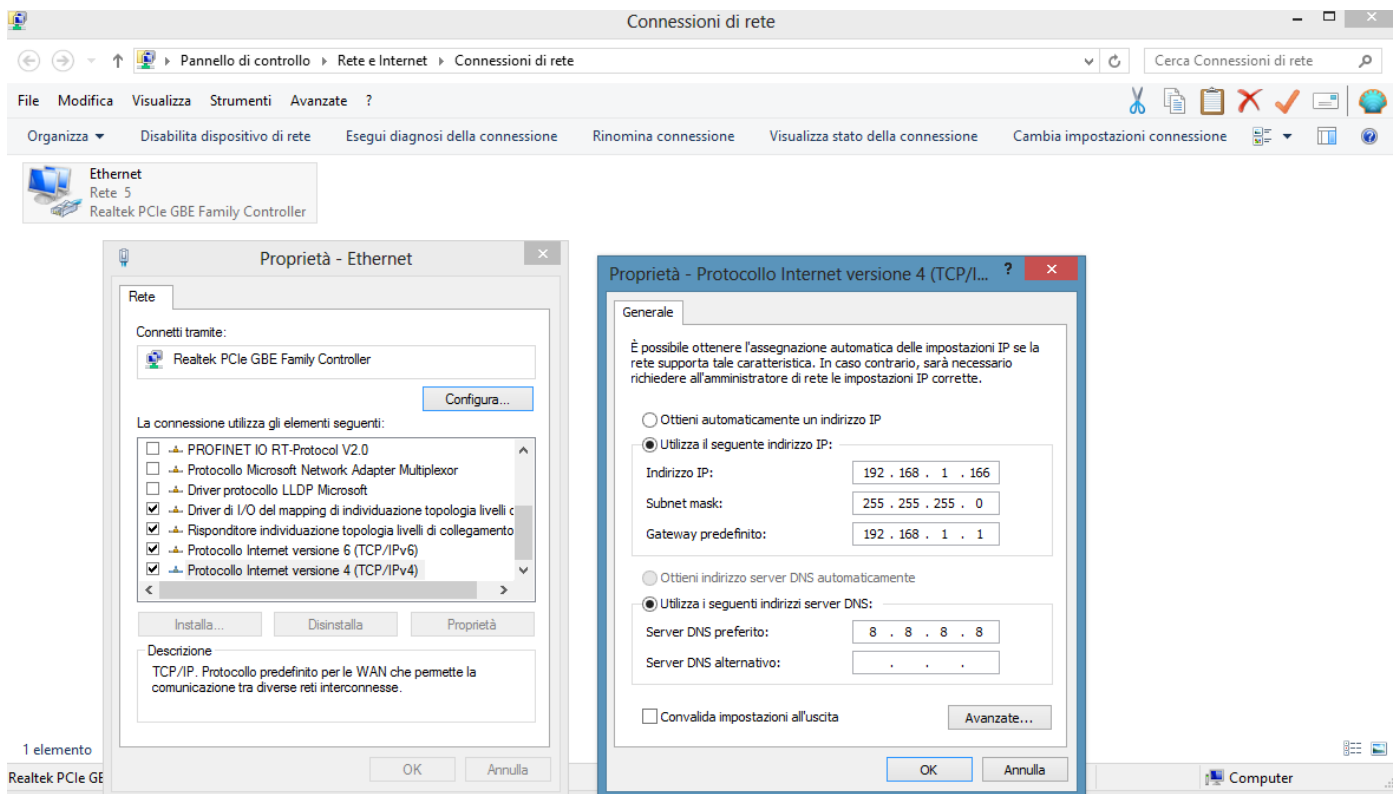 Connessioni di rete
Pannello di controllo Rete e Internet Connessioni di rete
Cerca Connessioni di rete
File Modifica Visualizza Strumenti Avanzate ?
Organizza Disabilita dispositivo di rete Esegui diagnosi della connessione Rinomina connessione Visualizza stato della connessione Cambia impostazioni connessione
Ethernet
Rete 5
Realtek PCIe GBE Family Controller
Proprietà - Ethernet
Rete
Connetti tramite:
Realtek PCIe GBE Family Controller
Configura...
La connessione utilizza gli elementi seguenti:
PROFINET IO RT-Protocol V2.0
Protocollo Microsoft Network Adapter Multiplexor
Driver protocollo LLDP Microsoft
Driver di I/O del mapping di individuazione topologia livelli c
Risponditore individuazione topologia livelli di collegamento
Protocollo Internet versione 6 (TCP/IPv6)
Protocollo Internet versione 4 (TCP/IPv4)
Installa... Disinstalla Proprietà
Descrizione
TCP/IP. Protocollo predefinito per le WAN che permette la
comunicazione tra diverse reti interconnesse.
OK Annulla
Proprietà - Protocollo Internet versione 4 (TCP/I... ?
Generale
È possibile ottenere l'assegnazione automatica delle impostazioni IP se la
rete supporta tale caratteristica. In caso contrario, sarà necessario
richiedere all'amministratore di rete le impostazioni IP corrette.
Ottieni automaticamente un indirizzo IP
Utilizza il seguente indirizzo IP:
Indirizzo IP: 192 . 168 . 1 . 166
Subnet mask: 255 . 255 . 255 . 0
Gateway predefinito: 192 . 168 . 1 . 1
Ottieni indirizzo server DNS automaticamente
Utilizza i seguenti indirizzi server DNS:
Server DNS preferito: 8 . 8 . 8 . 8
Server DNS alternativo: . . .
Convalida impostazioni all'uscita
Avanzate...
OK Annulla
1 elemento
Realtek PCIe GE
Computer